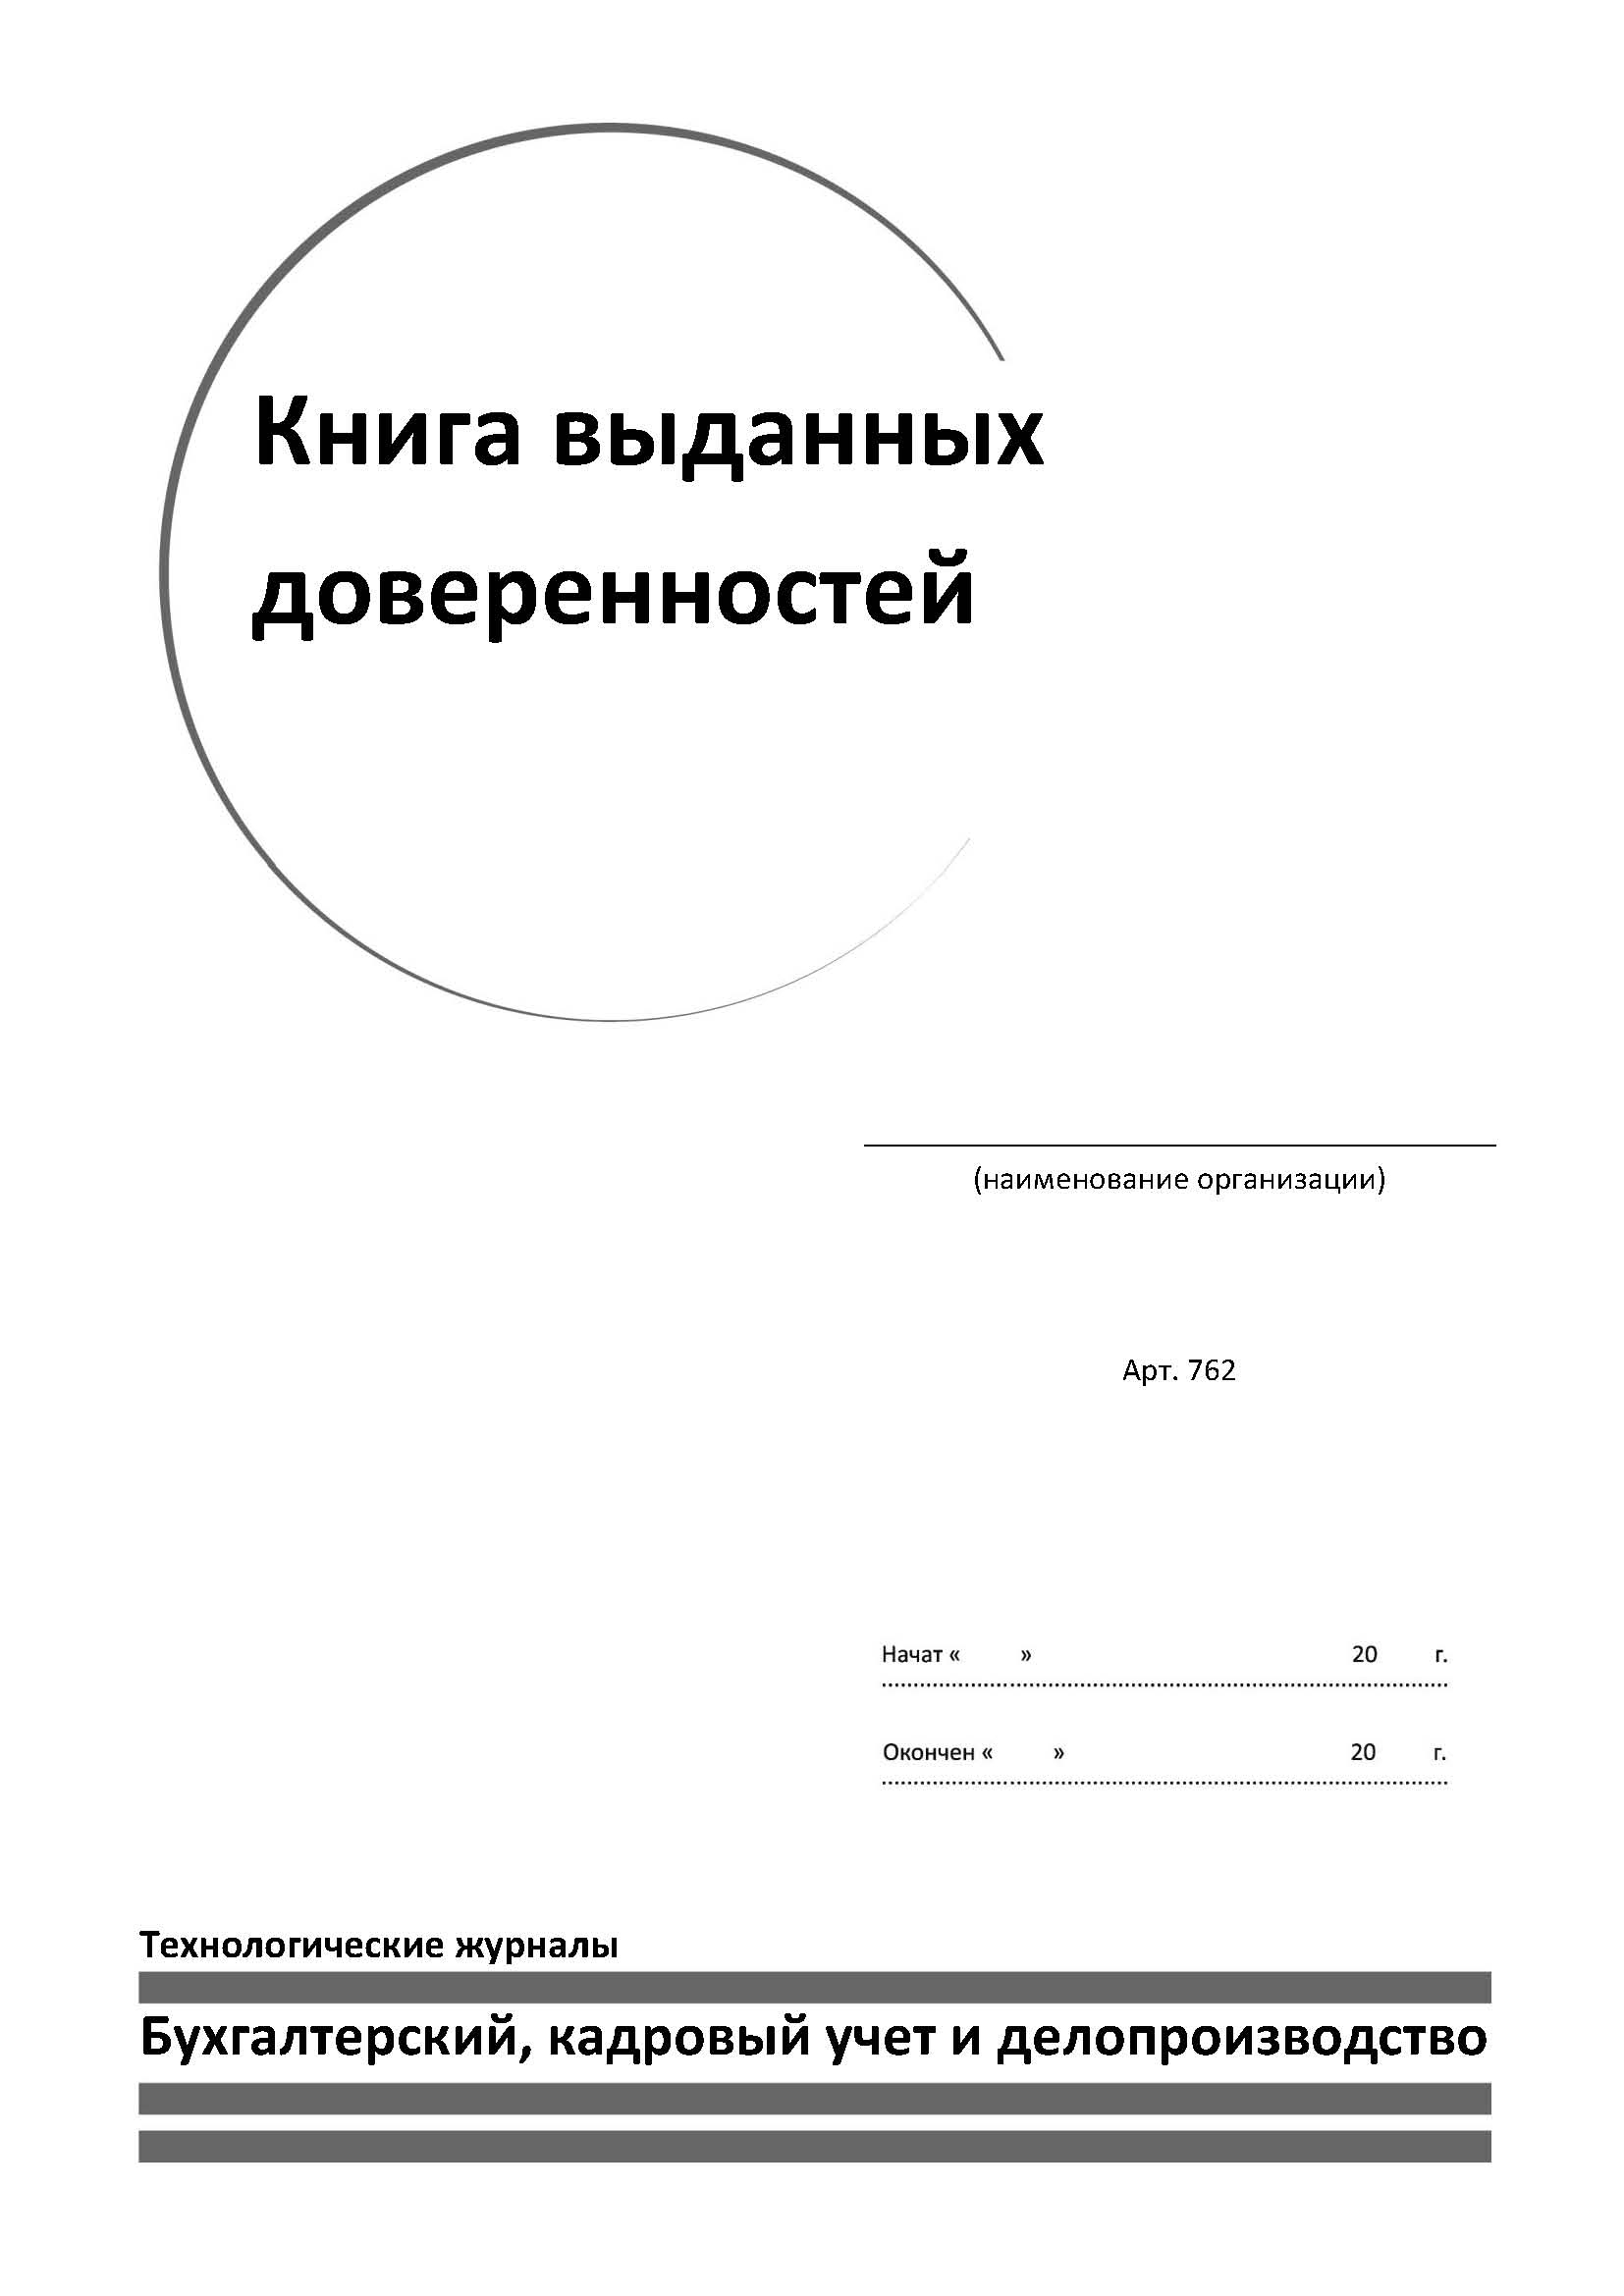 Книга выданных
доверенностей
(наименование организации)
Арт. 762
Начат « » 20 г.
Окончен « » 20 г.
Технологические журналы
Бухгалтерский, кадровый учет и делопроизводство